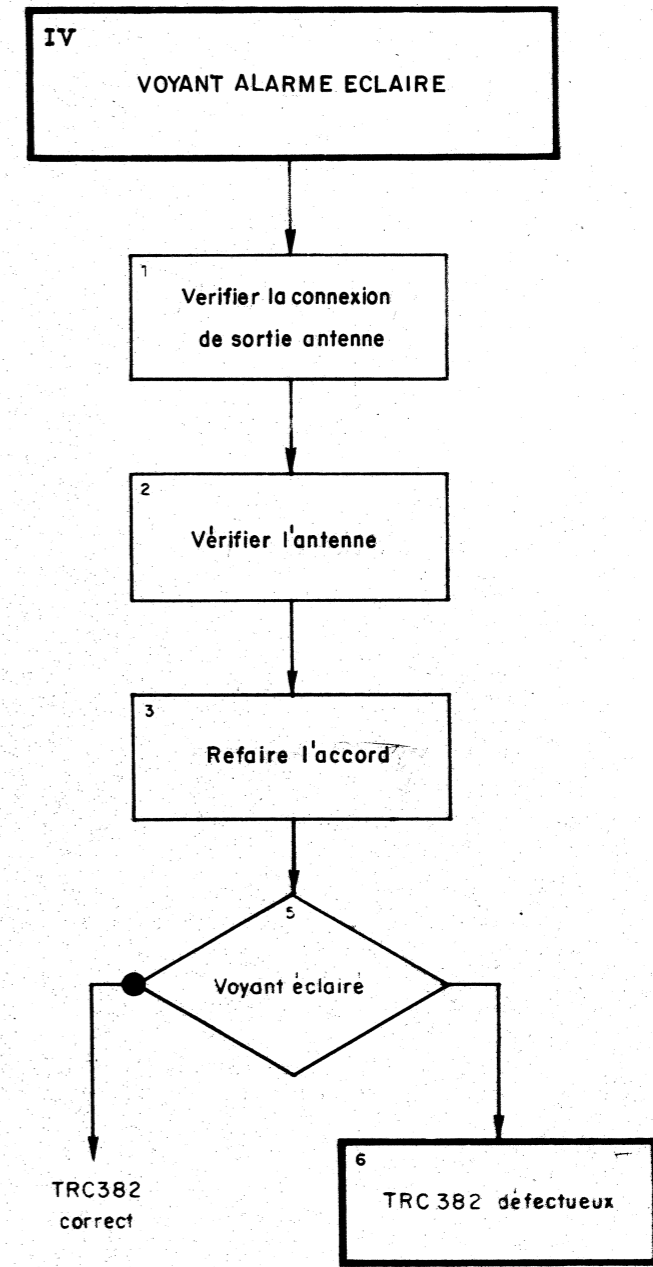 IV
VOYANT ALARME ECLAIRE
1
Verifier la connexion
de sortie antenne
2
Vérifier l'antenne
3
Refaire l'accord
5
Voyant éclairé
TRC382
correct
6
TRC 382 défectueux